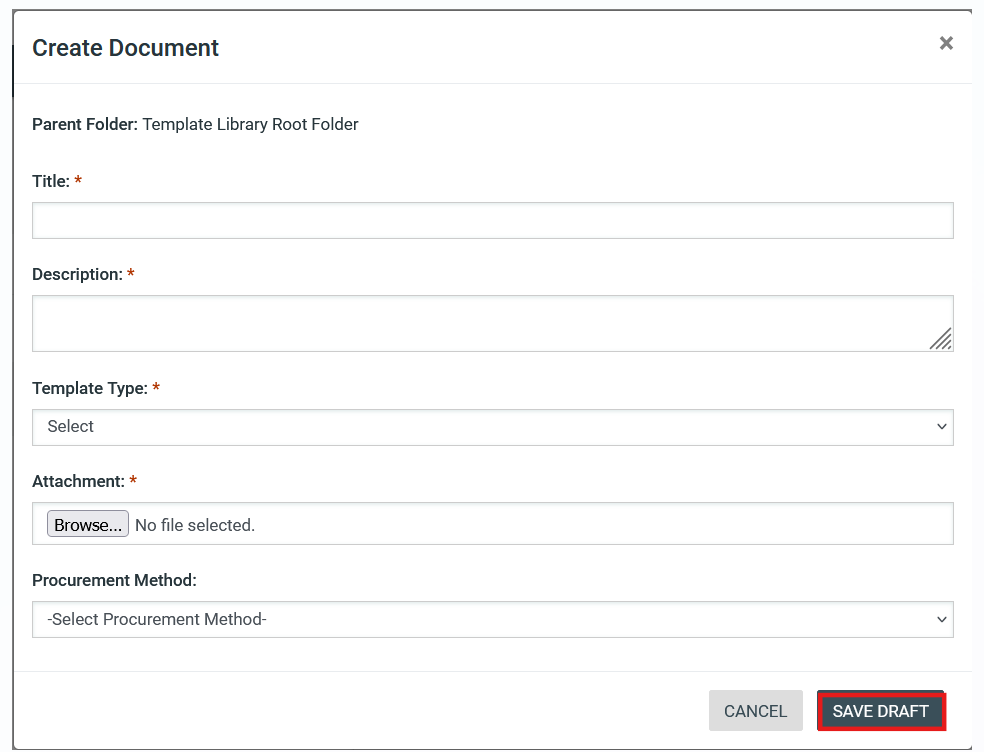 Create Document
×
Parent Folder: Template Library Root Folder
Title: *
Description: *
Template Type: *
Select
Attachment: *
Browse... No file selected.
Procurement Method:
-Select Procurement Method-
CANCEL SAVE DRAFT